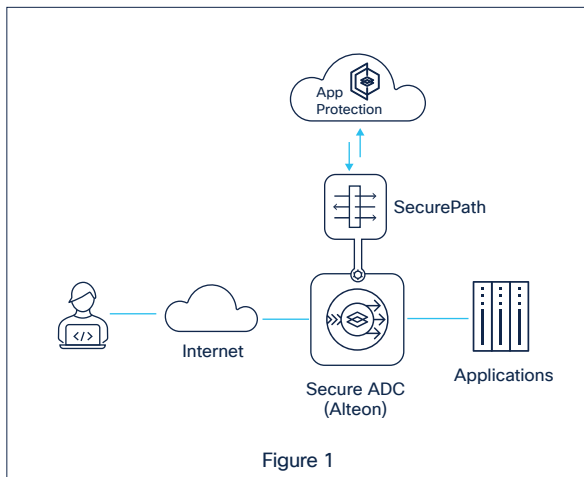 App
Protection
SecurePath
</>
Internet
Secure ADC
(Alteon)
Applications
Figure 1